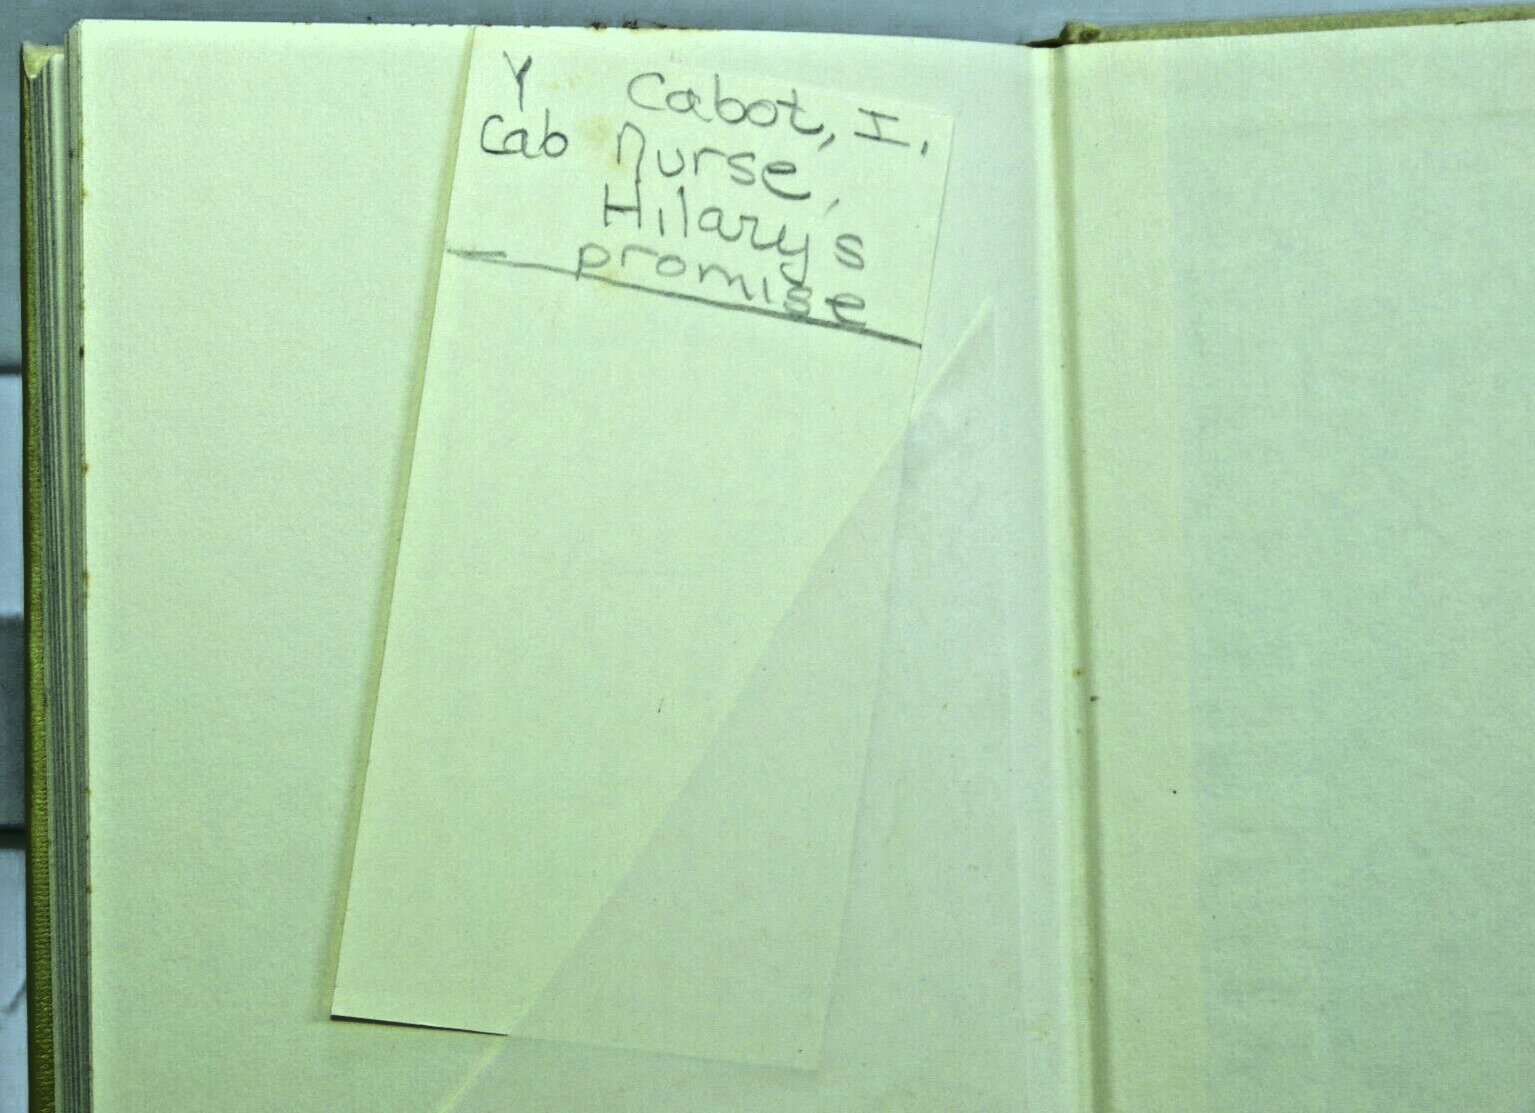 Y Cabot, I.
Cab Nurse,
Hilary's
promise